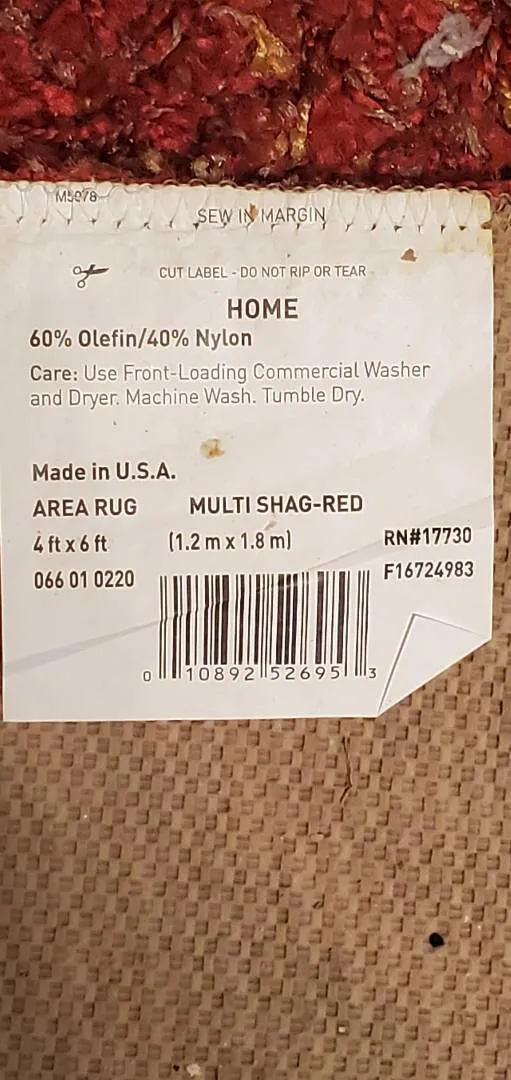 M5078
SEW IN MARGIN
CUT LABEL - DO NOT RIP OR TEAR
HOME
60% Olefin/40% Nylon
Care: Use Front-Loading Commercial Washer
and Dryer. Machine Wash. Tumble Dry.
Made in U.S.A.
AREA RUG MULTI SHAG-RED
4 ft x 6 ft (1.2 m x 1.8 m) RN#17730
066 01 0220 F16724983
0 10892 52695 3